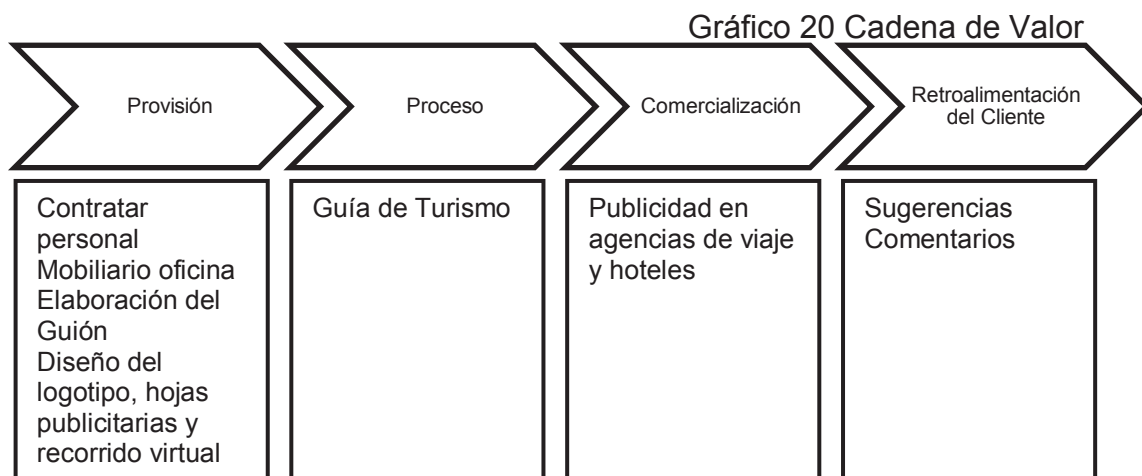 Gráfico 20 Cadena de Valor
Provisión
Proceso
Comercialización
Retroalimentación
del Cliente
Contratar
personal
Mobiliario oficina
Elaboración del
Guión
Diseño del
logotipo, hojas
publicitarias y
recorrido virtual
Guía de Turismo
Publicidad en
agencias de viaje
y hoteles
Sugerencias
Comentarios